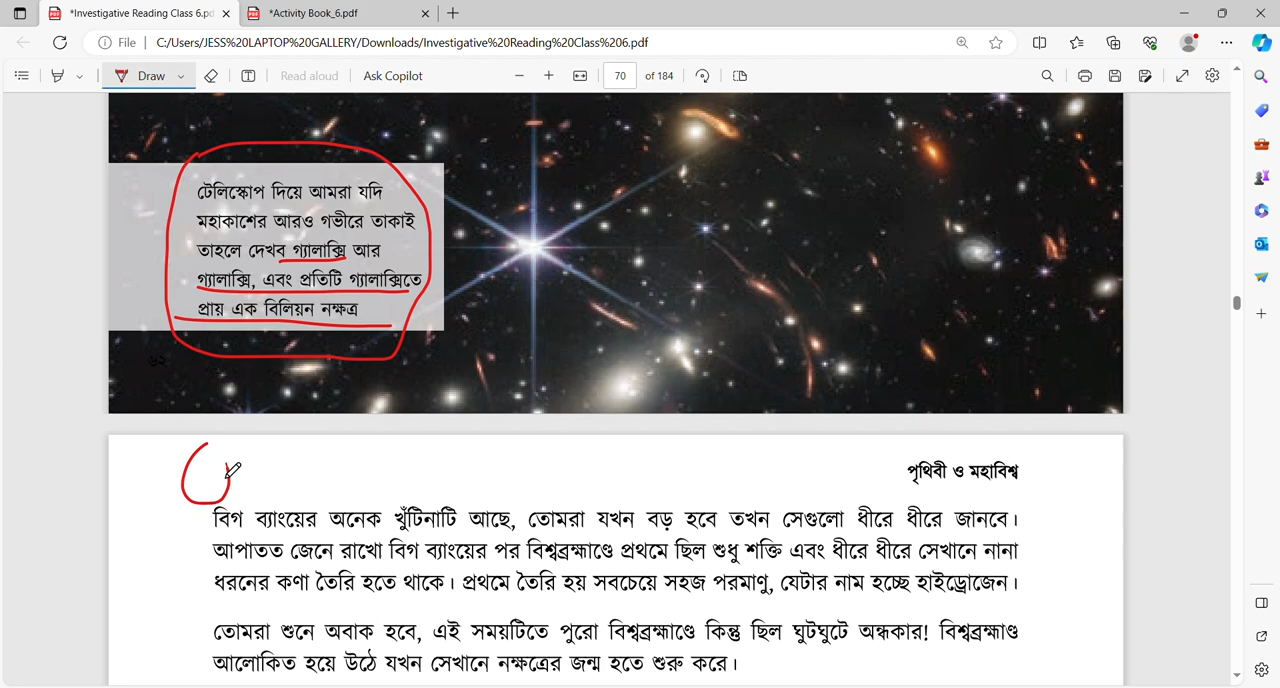 *Investigative Reading Class 6.pd
*Activity Book_6.pdf
File
C:/Users/JESS%20LAPTOP%20GALLERY/Downloads/Investigative%20Reading%20Class%206.pdf
Draw
Read aloud
Ask Copilot
70 of 184
টেলিস্কোপ দিয়ে আমরা যদি
মহাকাশের আরও গভীরে তাকাই
তাহলে দেখব গ্যালাক্সি আর
গ্যালাক্সি, এবং প্রতিটি গ্যালাক্সিতে
প্রায় এক বিলিয়ন নক্ষত্র
৬২
পৃথিবী ও মহাবিশ্ব
বিগ ব্যাংয়ের অনেক খুঁটিনাটি আছে, তোমরা যখন বড় হবে তখন সেগুলো ধীরে ধীরে জানবে।
আপাতত জেনে রাখো বিগ ব্যাংয়ের পর বিশ্বব্রহ্মাণ্ডে প্রথমে ছিল শুধু শক্তি এবং ধীরে ধীরে সেখানে নানা
ধরনের কণা তৈরি হতে থাকে। প্রথমে তৈরি হয় সবচেয়ে সহজ পরমাণু, যেটার নাম হচ্ছে হাইড্রোজেন।
তোমরা শুনে অবাক হবে, এই সময়টিতে পুরো বিশ্বব্রহ্মাণ্ডে কিন্তু ছিল ঘুটঘুটে অন্ধকার! বিশ্বব্রহ্মাণ্ড
আলোকিত হয়ে উঠে যখন সেখানে নক্ষত্রের জন্ম হতে শুরু করে।